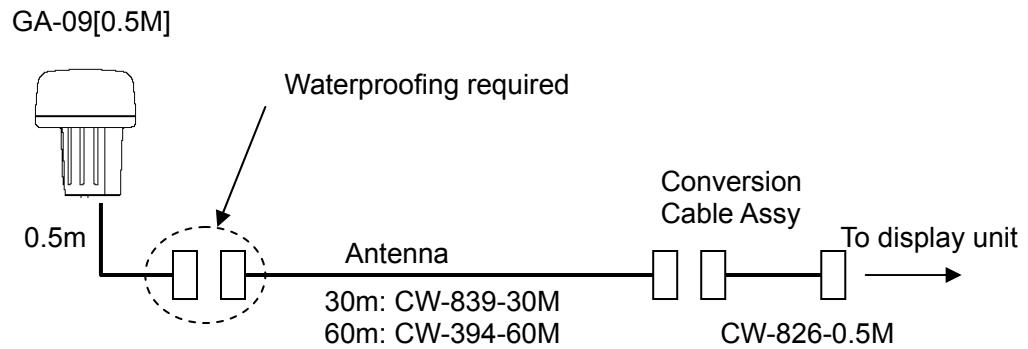 GA-09[0.5M]
Waterproofing required
Conversion
Cable Assy
0.5m
Antenna
To display unit
30m: CW-839-30M
60m: CW-394-60M
CW-826-0.5M